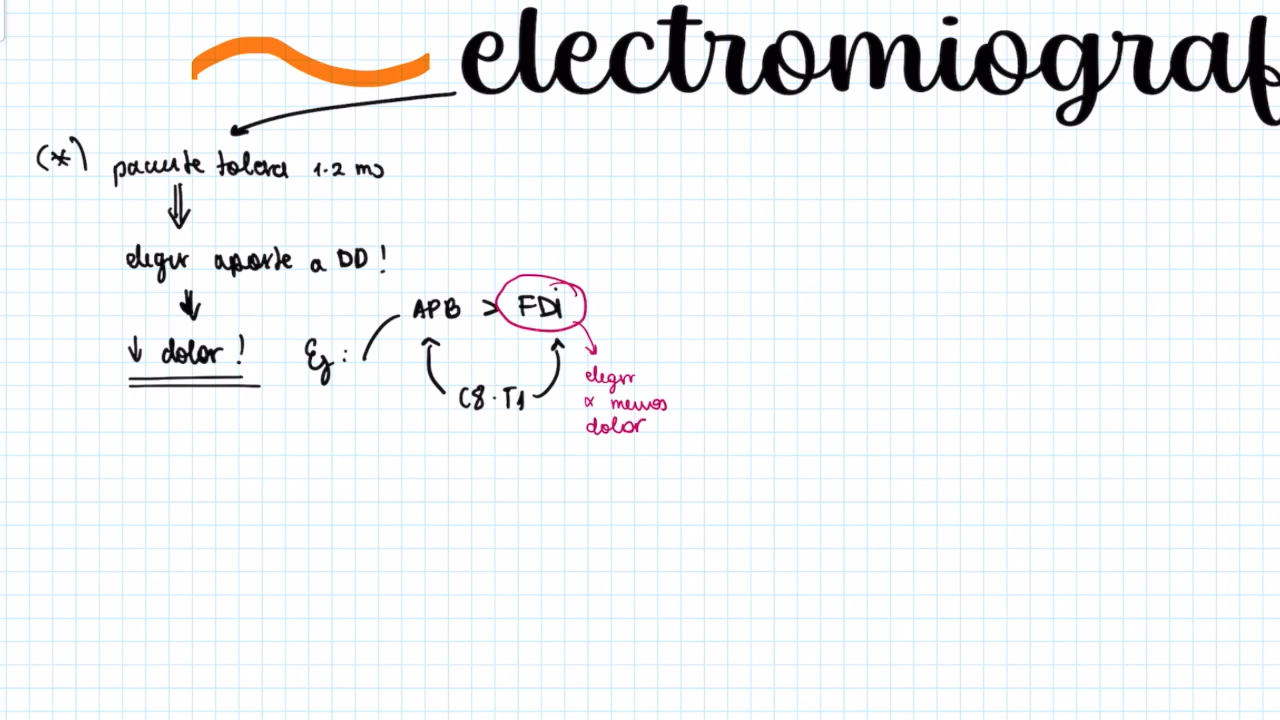 electromiograf
(*) paciente tolera 1-2 ms
elegir aporte a DD!
↓ dolor!
Ej: APB > FDI
C8-T1
elegir
x menos
dolor